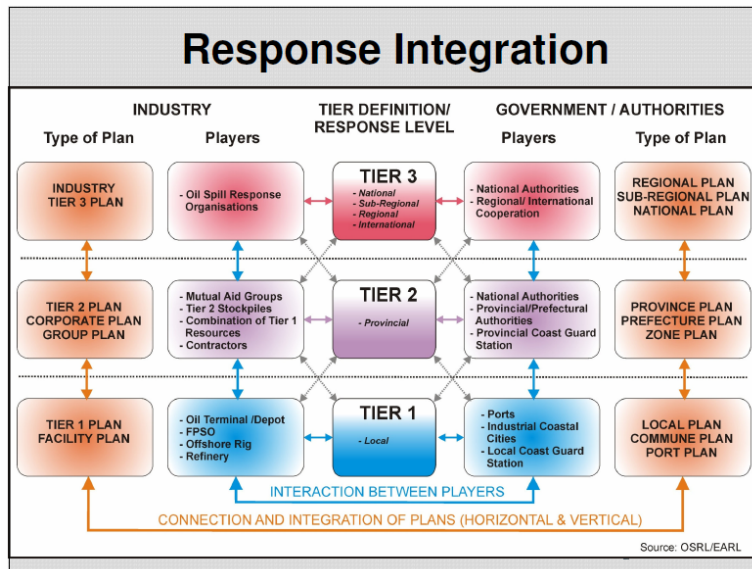 Response Integration
INDUSTRY
TIER DEFINITION/
RESPONSE LEVEL
GOVERNMENT / AUTHORITIES
Type of Plan
Players
Players
Type of Plan
INDUSTRY
TIER 3 PLAN
- Oil Spill Response
Organisations
TIER 3
- National
- Sub-Regional
- Regional
- International
- National Authorities
- Regional/ International
Cooperation
REGIONAL PLAN
SUB-REGIONAL PLAN
NATIONAL PLAN
TIER 2 PLAN
CORPORATE PLAN
GROUP PLAN
- Mutual Aid Groups
- Tier 2 Stockpiles
- Combination of Tier 1
Resources
- Contractors
TIER 2
- Provincial
- National Authorities
- Provincial/Prefectural
Authorities
- Provincial Coast Guard
Station
PROVINCE PLAN
PREFECTURE PLAN
ZONE PLAN
TIER 1 PLAN
FACILITY PLAN
- Oil Terminal /Depot
- FPSO
- Offshore Rig
- Refinery
TIER 1
- Local
- Ports
- Industrial Coastal
Cities
- Local Coast Guard
Station
LOCAL PLAN
COMMUNE PLAN
PORT PLAN
INTERACTION BETWEEN PLAYERS
CONNECTION AND INTEGRATION OF PLANS (HORIZONTAL & VERTICAL)
Source: OSRL/EARL